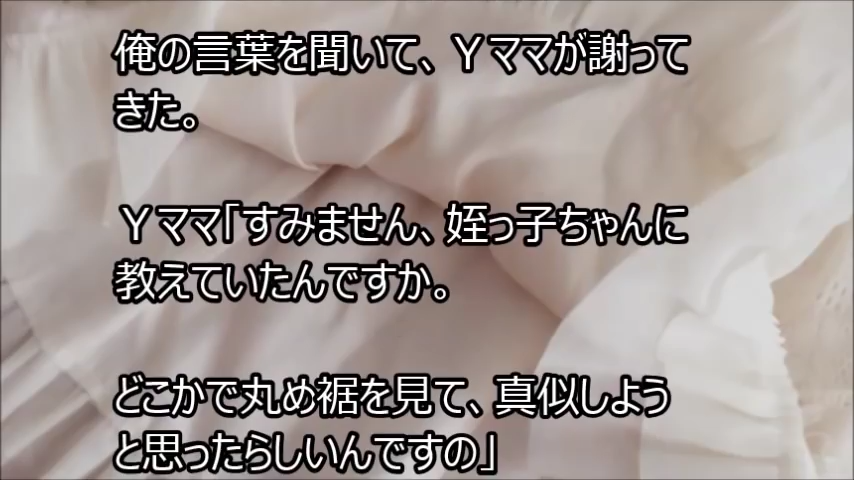 俺の言葉を聞いて、Ｙママが謝って
きた。
Ｙママ「すみません、姪っ子ちゃんに
教えていたんですか。
どこかで丸め裾を見て、真似しよう
と思ったらしいんですの」